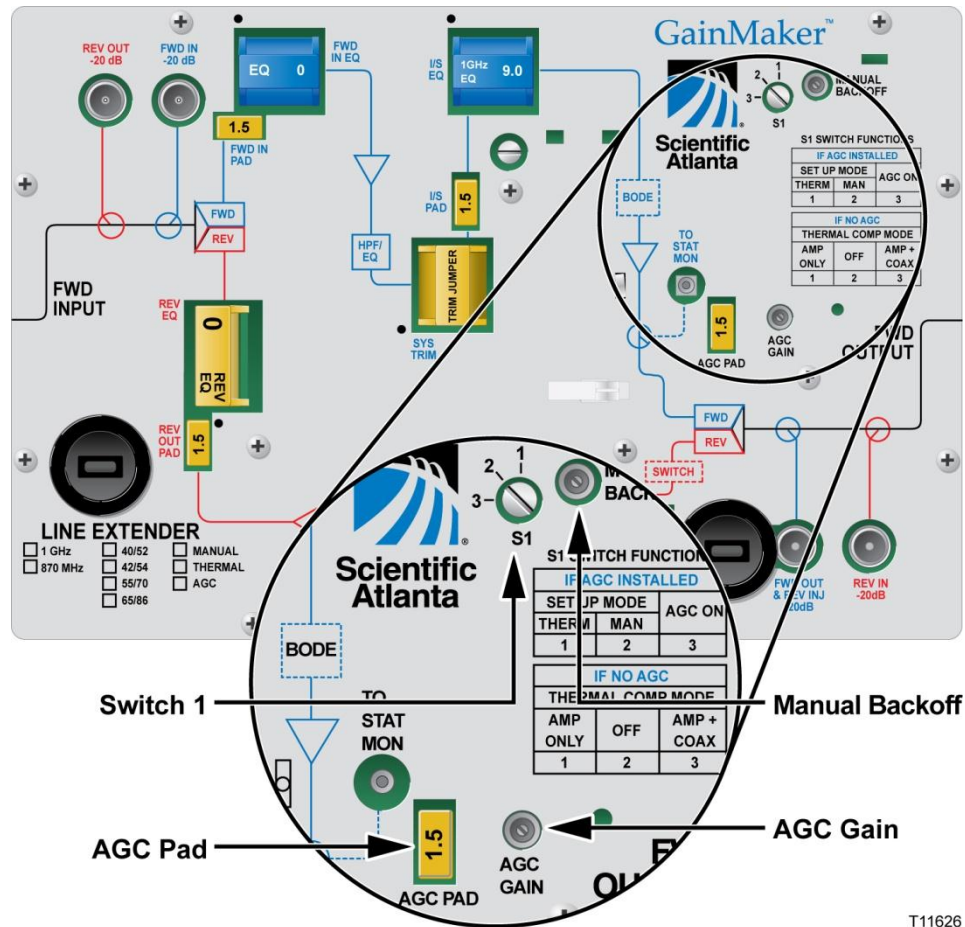 GainMaker™
REV OUT
-20 dB
FWD IN
-20 dB
EQ 0
FWD
IN EQ
I/S
EQ
1GHz
EQ 9.0
1.5
FWD IN
PAD
Scientific
Atlanta
1
2
3
S1
MANUAL
BACKOFF
S1 SWITCH FUNCTIONS
IF AGC INSTALLED
SET UP MODE
AGC ON
THERM MAN
1 2 3
IF NO AGC
THERMAL COMP MODE
AMP
ONLY
OFF
AMP +
COAX
1 2 3
I/S
PAD
1.5
BODE
TO
STAT
MON
FWD
REV
HPF/
EQ
TRIM JUMPER
SYS
TRIM
1.5
AGC PAD
AGC
GAIN
FWD
OUTPUT
FWD
INPUT
REV
EQ
0
REV
EQ
REV
OUT
PAD
1.5
FWD
REV
SWITCH
LINE EXTENDER
1 GHz 40/52 MANUAL
870 MHz 42/54 THERMAL
55/70 AGC
65/86
FWD OUT
& REV INJ
-20dB
REV IN
-20dB
1
2
3
S1
BACK
Scientific
Atlanta
S1 SWITCH FUNCTION
IF AGC INSTALLED
SET UP MODE
AGC ON
THERM MAN
1 2 3
IF NO AGC
THERMAL COMP MODE
AMP
ONLY
OFF
AMP +
COAX
1 2 3
BODE
TO
STAT
MON
1.5
AGC PAD
AGC
GAIN
Switch 1
Manual Backoff
AGC Pad
AGC Gain
T11626